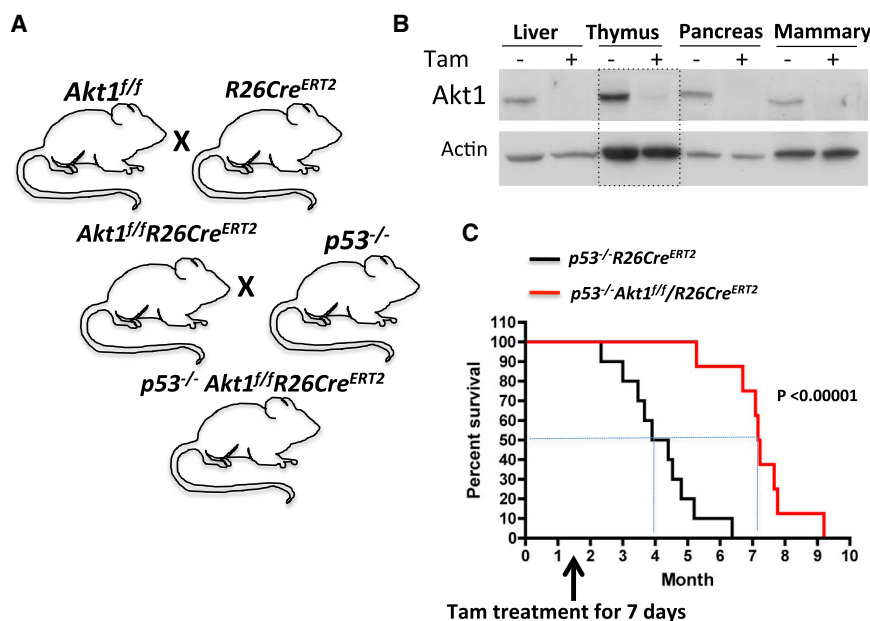 A
Akt1f/f R26CreERT2
X
Akt1f/fR26CreERT2 p53-/-
X
p53-/- Akt1f/fR26CreERT2
B
Liver Thymus Pancreas Mammary
Tam - + - + - + - +
Akt1
Actin
C
p53-/-R26CreERT2
p53-/-Akt1f/f/R26CreERT2
P <0.00001
Percent survival
110
100
90
80
70
60
50
40
30
20
10
0
0 1 2 3 4 5 6 7 8 9 10
Month
Tam treatment for 7 days